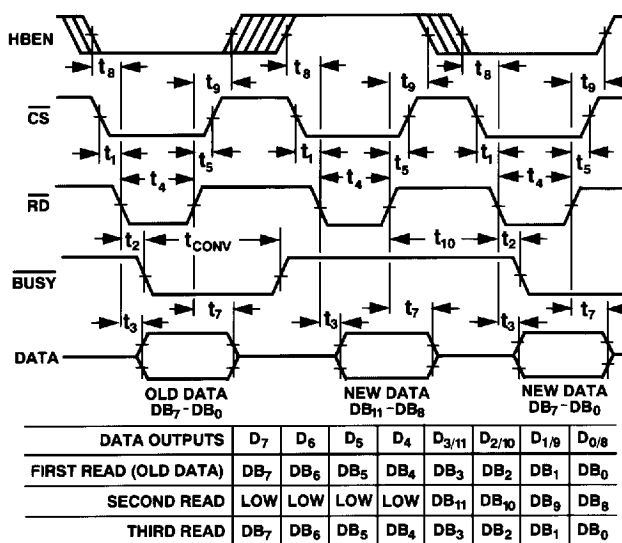 HBEN
t8 t9 t8 t9 t8 t9
CS
t1 t5 t1 t5 t1 t5
t4 t4 t4
RD
t2 tCONV t10 t2
BUSY
t7 t7 t7
t3 t3 t3
DATA
OLD DATA NEW DATA NEW DATA
DB7-DB0 DB11-DB8 DB7-DB0
DATA OUTPUTS D7 D6 D5 D4 D3/11 D2/10 D1/9 D0/8
FIRST READ (OLD DATA) DB7 DB6 DB5 DB4 DB3 DB2 DB1 DB0
SECOND READ LOW LOW LOW LOW DB11 DB10 DB9 DB8
THIRD READ DB7 DB6 DB5 DB4 DB3 DB2 DB1 DB0